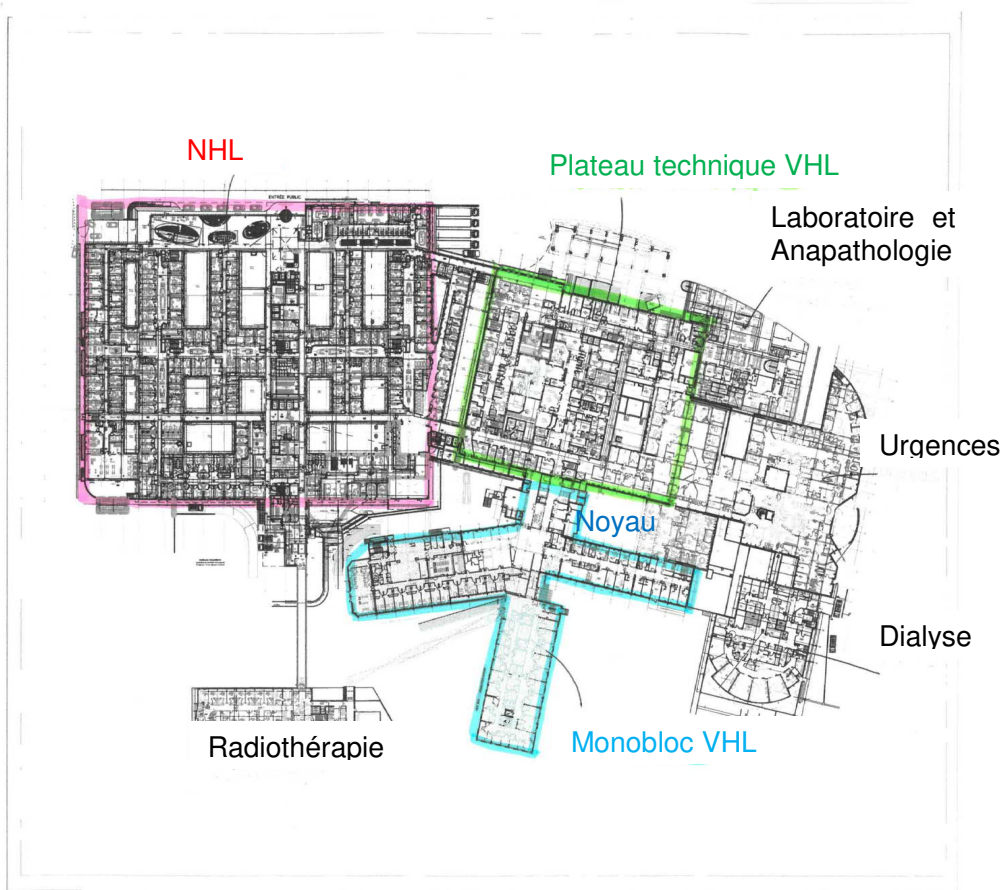 NHL
Plateau technique VHL
ENTRÉE PUBLIC
Laboratoire et
Anapathologie
Urgences
Noyau
Dialyse
Radiothérapie
Monobloc VHL